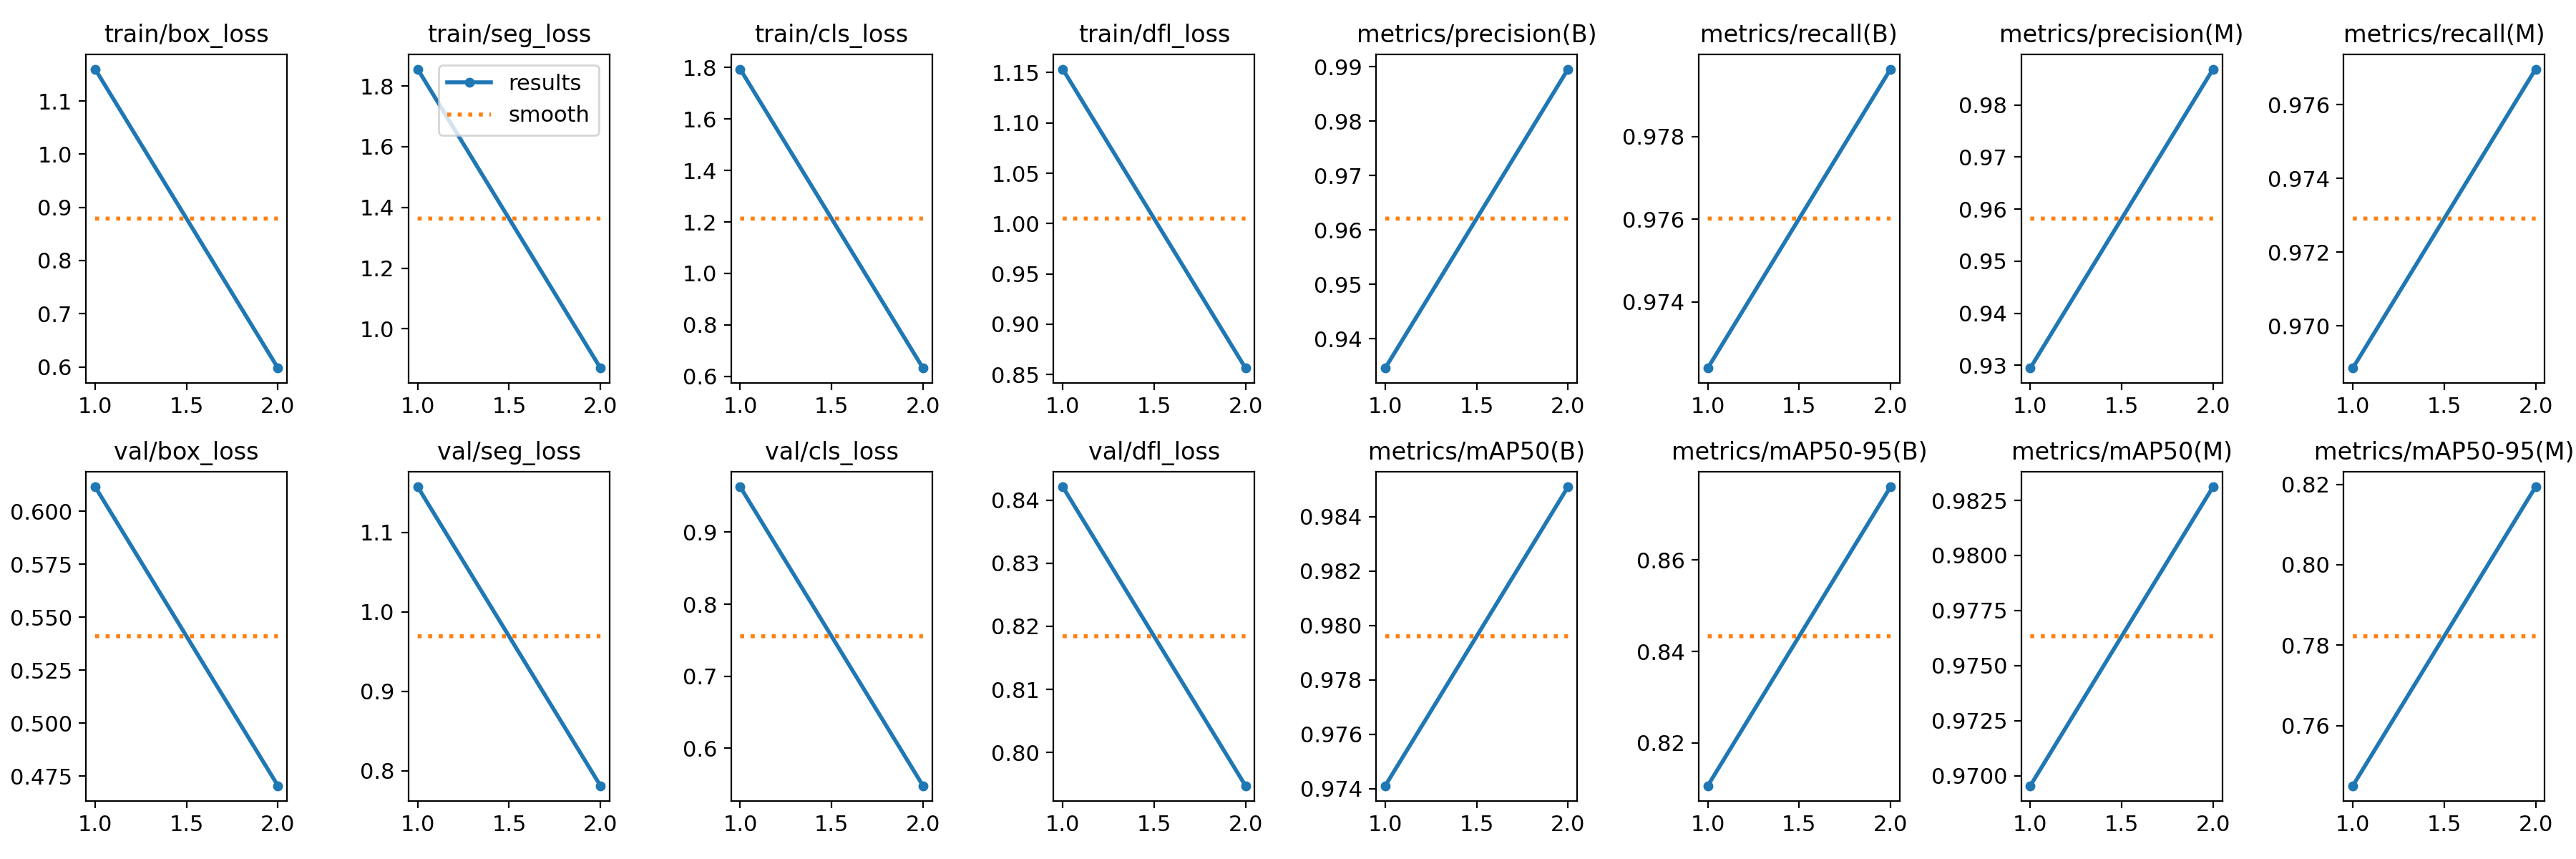 train/box_loss
1.1
1.0
0.9
0.8
0.7
0.6
1.0 1.5 2.0
train/seg_loss
results
smooth
1.8
1.6
1.4
1.2
1.0
1.0 1.5 2.0
train/cls_loss
1.8
1.6
1.4
1.2
1.0
0.8
0.6
1.0 1.5 2.0
train/dfl_loss
1.15
1.10
1.05
1.00
0.95
0.90
0.85
1.0 1.5 2.0
metrics/precision(B)
0.99
0.98
0.97
0.96
0.95
0.94
1.0 1.5 2.0
metrics/recall(B)
0.978
0.976
0.974
1.0 1.5 2.0
metrics/precision(M)
0.98
0.97
0.96
0.95
0.94
0.93
1.0 1.5 2.0
metrics/recall(M)
0.976
0.974
0.972
0.970
1.0 1.5 2.0
val/box_loss
0.600
0.575
0.550
0.525
0.500
0.475
1.0 1.5 2.0
val/seg_loss
1.1
1.0
0.9
0.8
1.0 1.5 2.0
val/cls_loss
0.9
0.8
0.7
0.6
1.0 1.5 2.0
val/dfl_loss
0.84
0.83
0.82
0.81
0.80
1.0 1.5 2.0
metrics/mAP50(B)
0.984
0.982
0.980
0.978
0.976
0.974
1.0 1.5 2.0
metrics/mAP50-95(B)
0.86
0.84
0.82
1.0 1.5 2.0
metrics/mAP50(M)
0.9825
0.9800
0.9775
0.9750
0.9725
0.9700
1.0 1.5 2.0
metrics/mAP50-95(M)
0.82
0.80
0.78
0.76
1.0 1.5 2.0